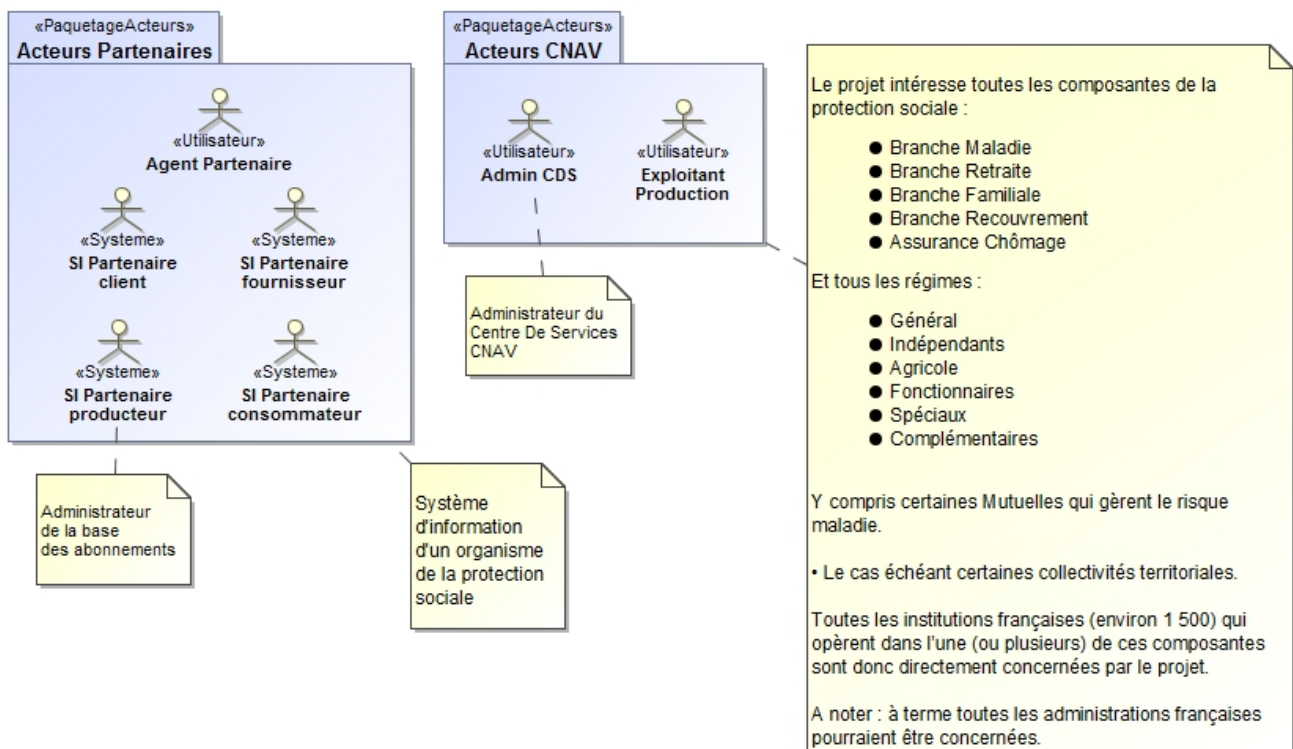 «PaquetageActeurs»
Acteurs Partenaires
«Utilisateur»
Agent Partenaire
«Systeme»
SI Partenaire
client
«Systeme»
SI Partenaire
fournisseur
«Systeme»
SI Partenaire
producteur
«Systeme»
SI Partenaire
consommateur
Administrateur
de la base
des abonnements
Système
d'information
d'un organisme
de la protection
sociale
«PaquetageActeurs»
Acteurs CNAV
«Utilisateur»
Admin CDS
«Utilisateur»
Exploitant
Production
Administrateur du
Centre De Services
CNAV
Le projet intéresse toutes les composantes de la
protection sociale :
● Branche Maladie
● Branche Retraite
● Branche Familiale
● Branche Recouvrement
● Assurance Chômage
Et tous les régimes :
● Général
● Indépendants
● Agricole
● Fonctionnaires
● Spéciaux
● Complémentaires
Y compris certaines Mutuelles qui gèrent le risque
maladie.
• Le cas échéant certaines collectivités territoriales.
Toutes les institutions françaises (environ 1 500) qui
opèrent dans l'une (ou plusieurs) de ces composantes
sont donc directement concernées par le projet.
A noter : à terme toutes les administrations françaises
pourraient être concernées.